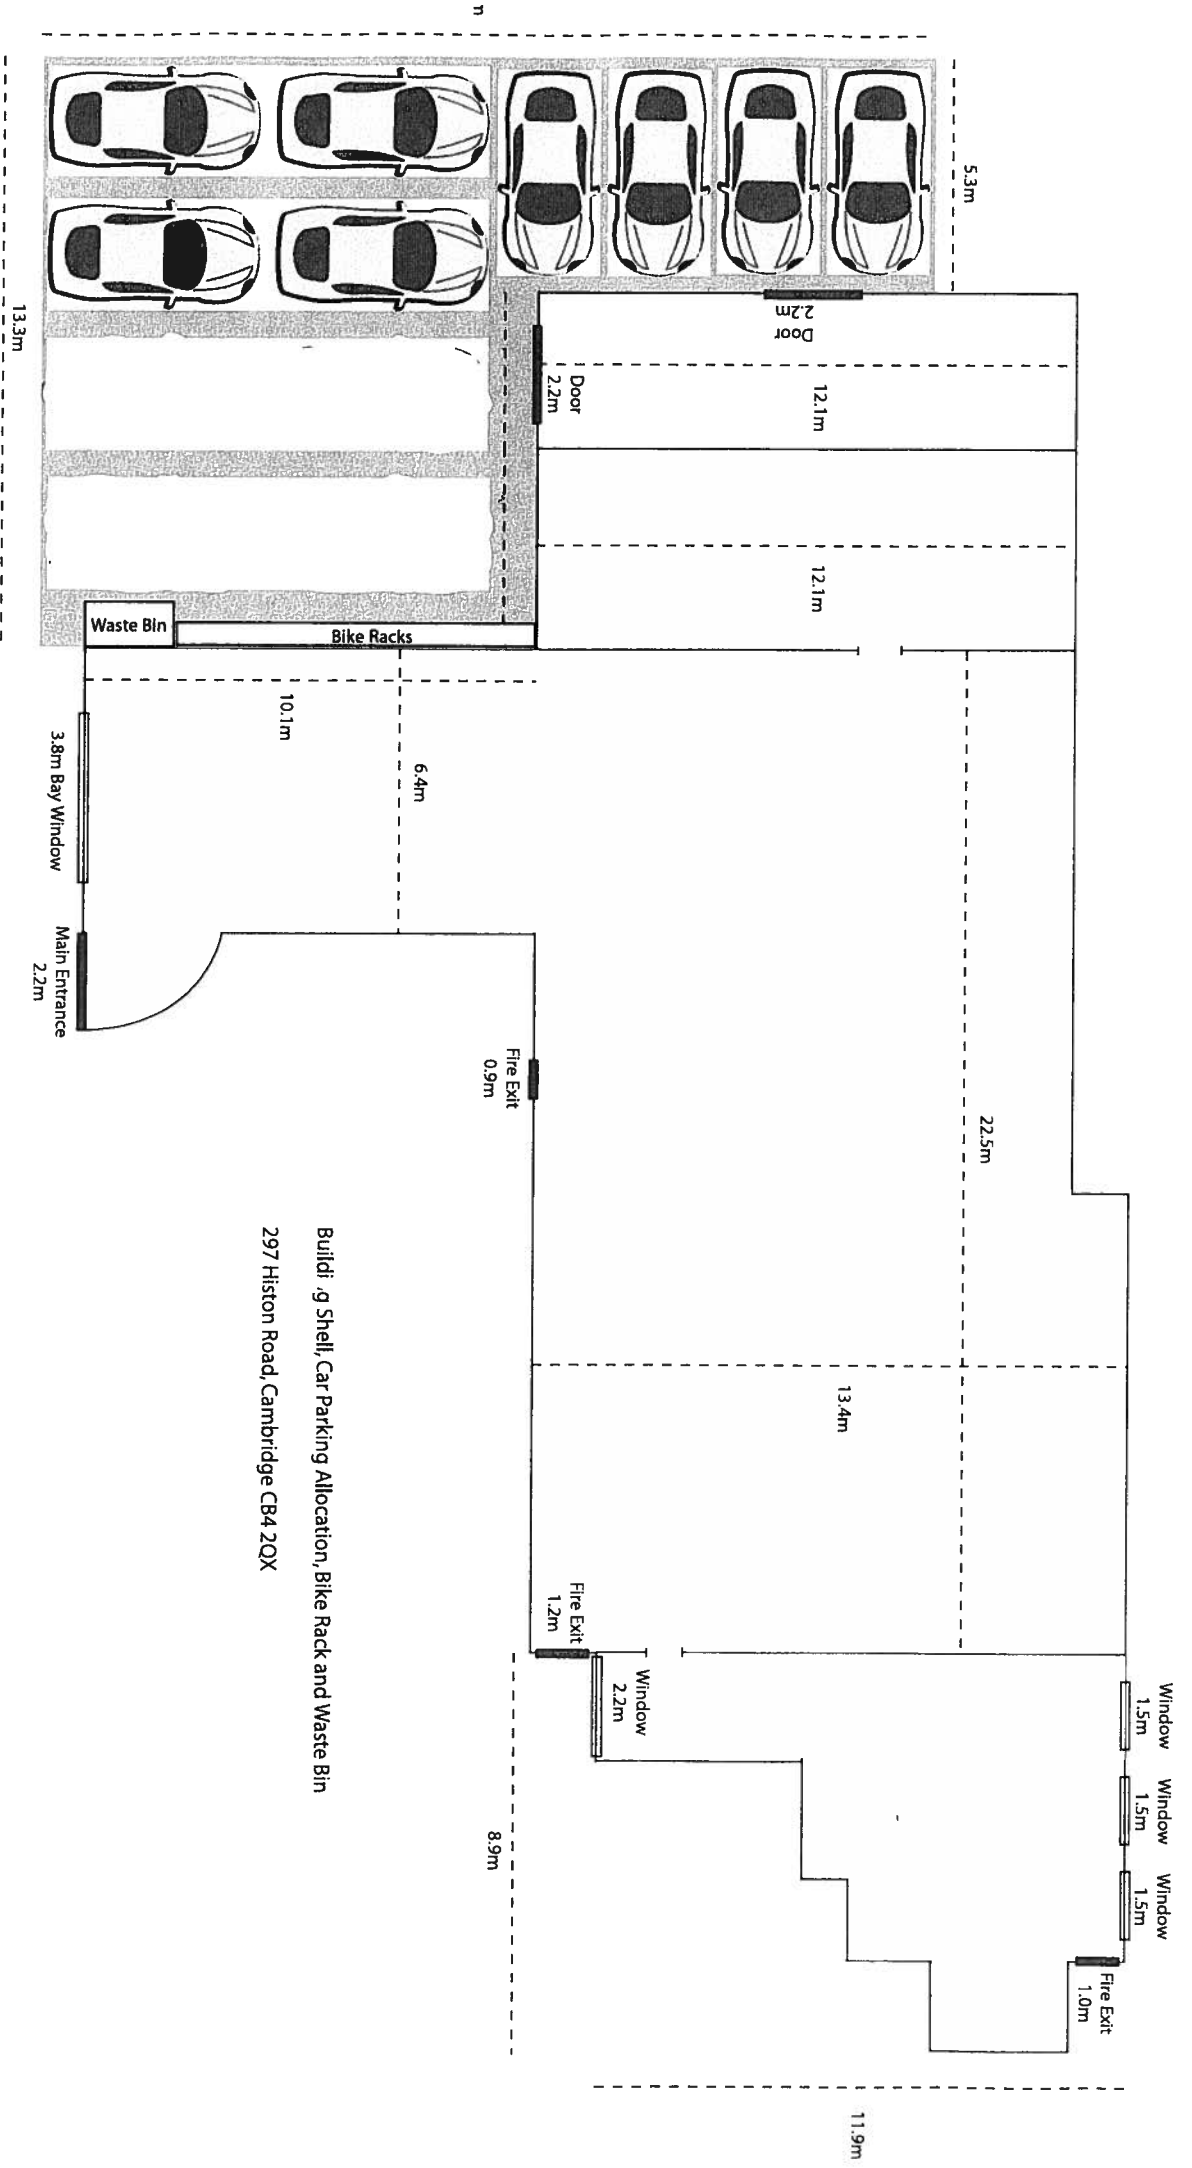 n
5.3m
13.3m
Door
2.2m
Door
2.2m
12.1m
12.1m
Waste Bin
Bike Racks
10.1m
6.4m
3.8m Bay Window
Main Entrance
2.2m
Fire Exit
0.9m
22.5m
13.4m
Buildi g Shell, Car Parking Allocation, Bike Rack and Waste Bin
297 Histon Road, Cambridge CB4 2QX
Fire Exit
1.2m
Window
2.2m
Window
1.5m
Window
1.5m
Window
1.5m
Fire Exit
1.0m
8.9m
11.9m